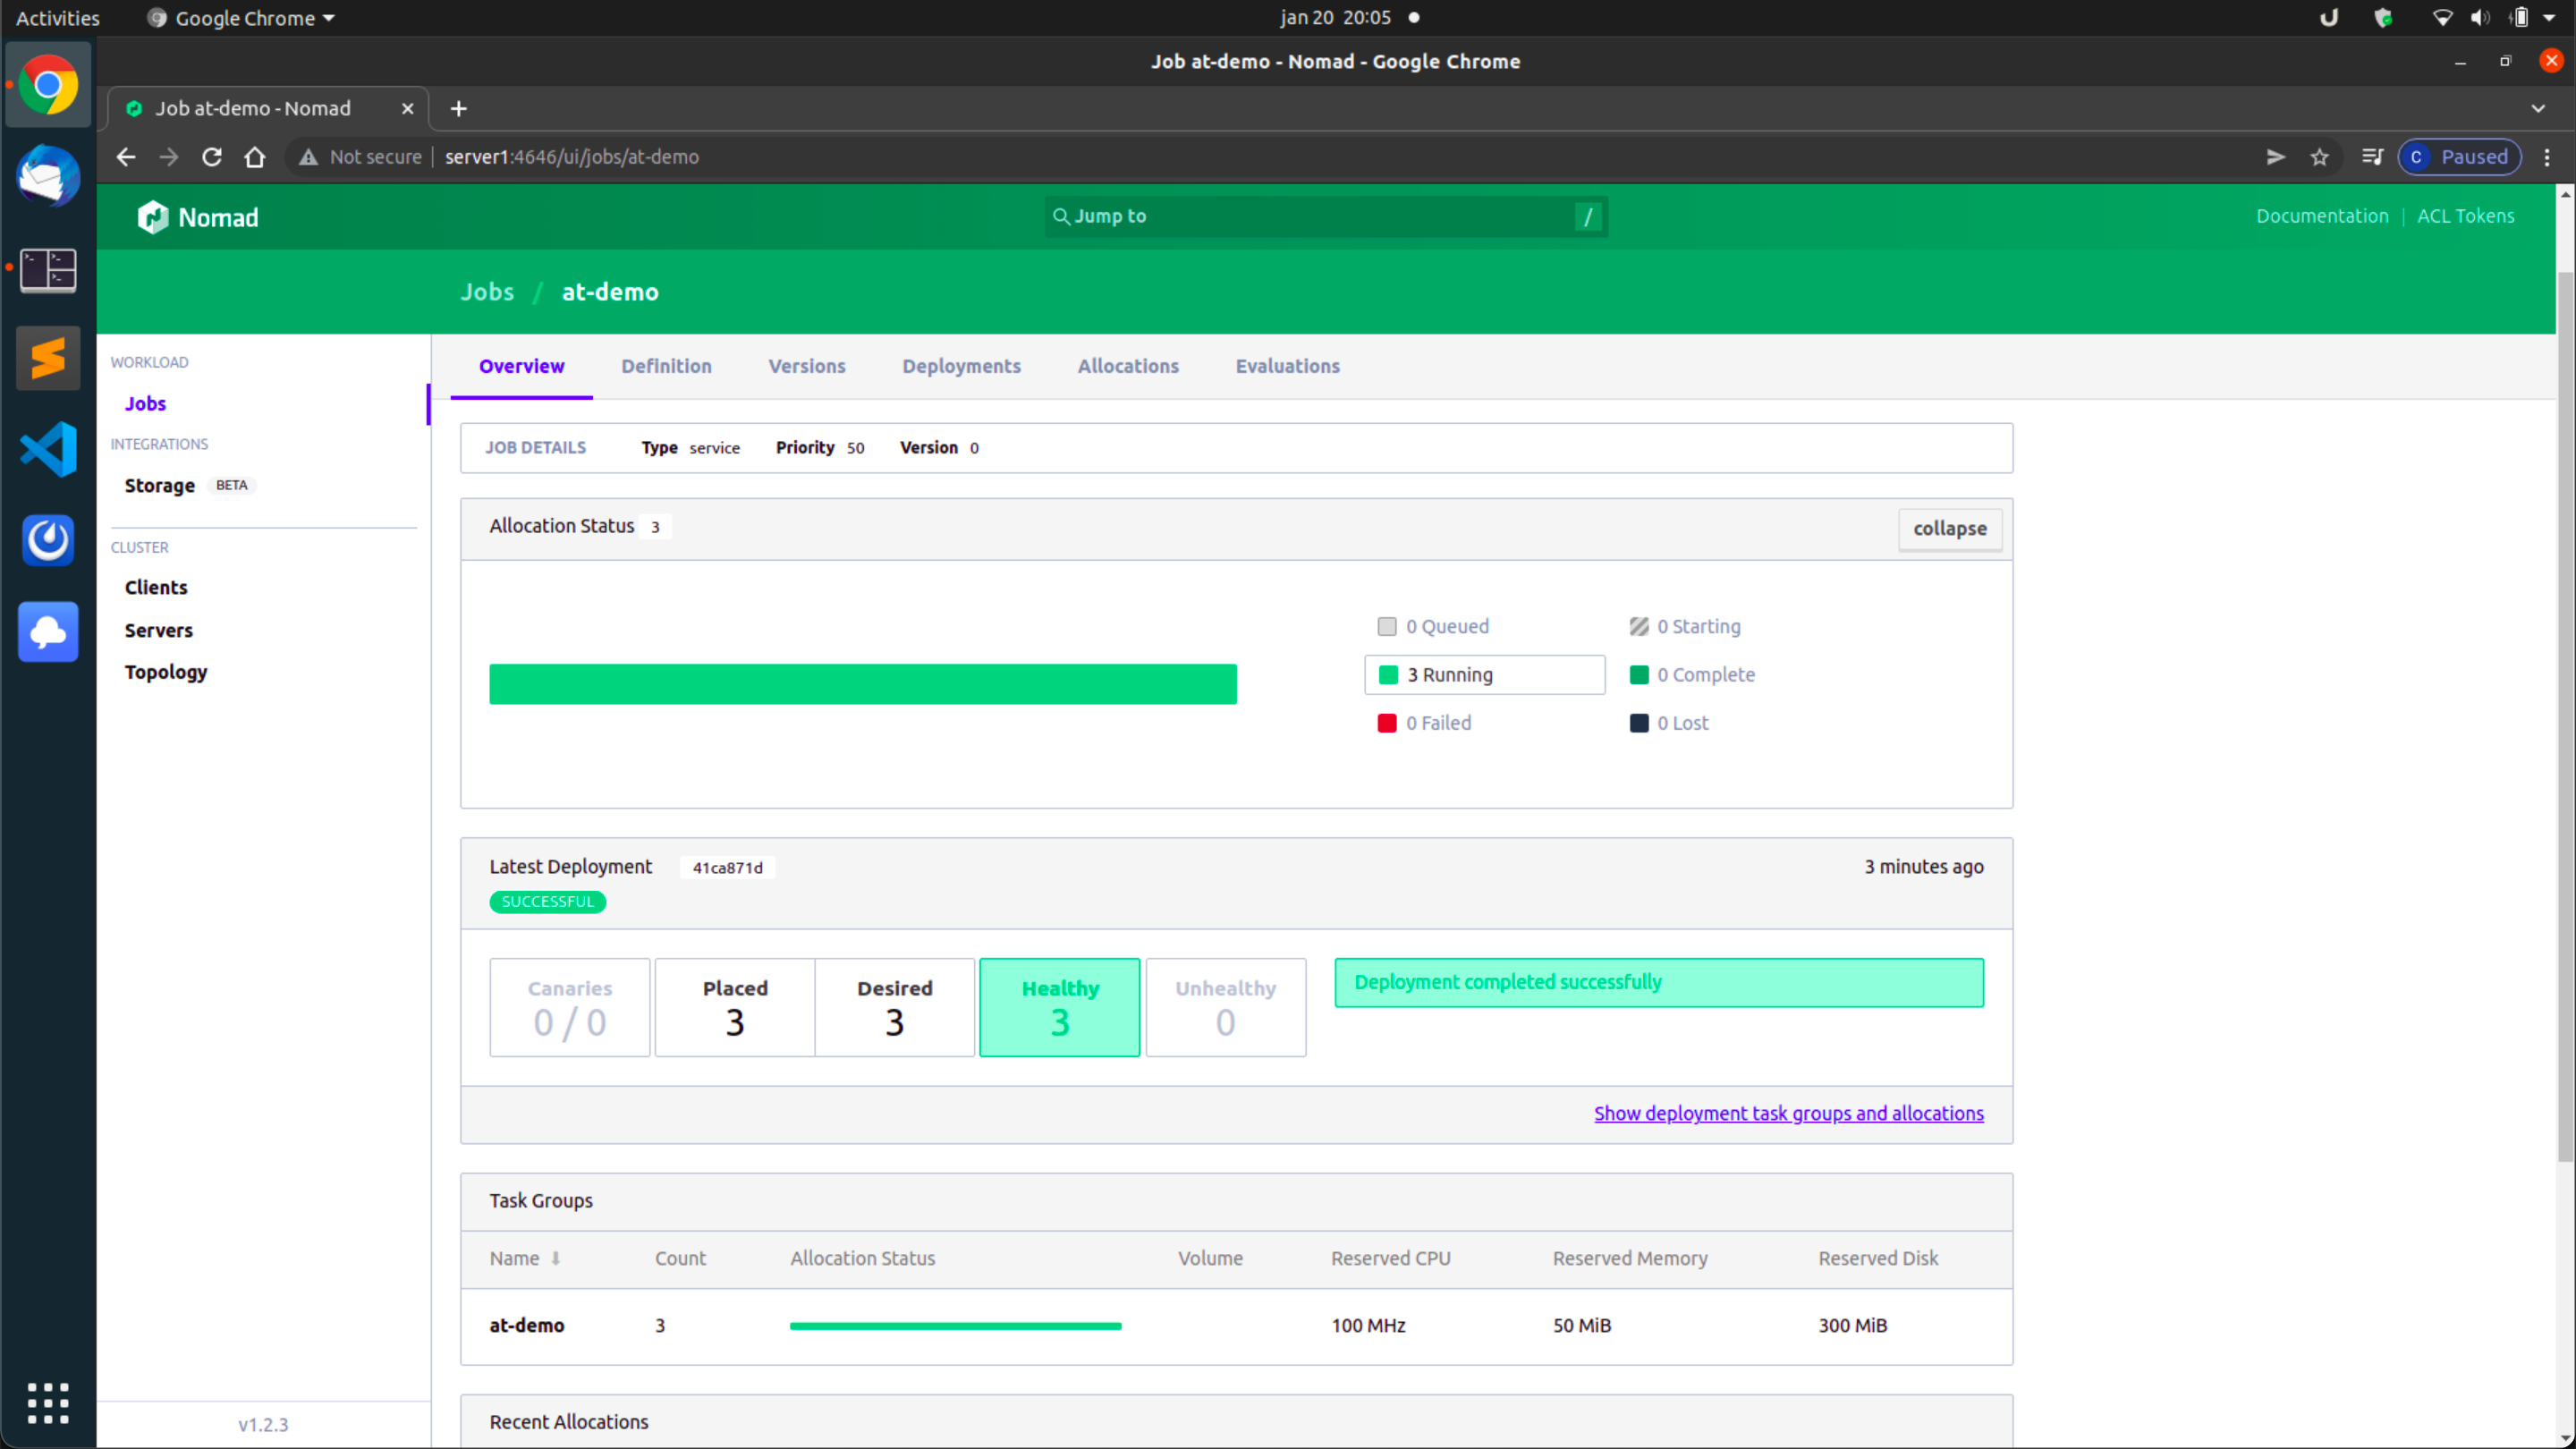 Activities Google Chrome jan 20 20:05
Job at-demo - Nomad - Google Chrome
Job at-demo - Nomad
Not secure server1:4646/ui/jobs/at-demo C Paused
Nomad Jump to / Documentation ACL Tokens
Jobs / at-demo
WORKLOAD
Jobs
INTEGRATIONS
Storage BETA
CLUSTER
Clients
Servers
Topology
v1.2.3
Overview Definition Versions Deployments Allocations Evaluations
JOB DETAILS Type service Priority 50 Version 0
Allocation Status 3 collapse
0 Queued 0 Starting
3 Running 0 Complete
0 Failed 0 Lost
Latest Deployment 41ca871d 3 minutes ago
SUCCESSFUL
Canaries Placed Desired Healthy Unhealthy
0 / 0 3 3 3 0
Deployment completed successfully
Show deployment task groups and allocations
Task Groups
Name Count Allocation Status Volume Reserved CPU Reserved Memory Reserved Disk
at-demo 3 100 MHz 50 MiB 300 MiB
Recent Allocations